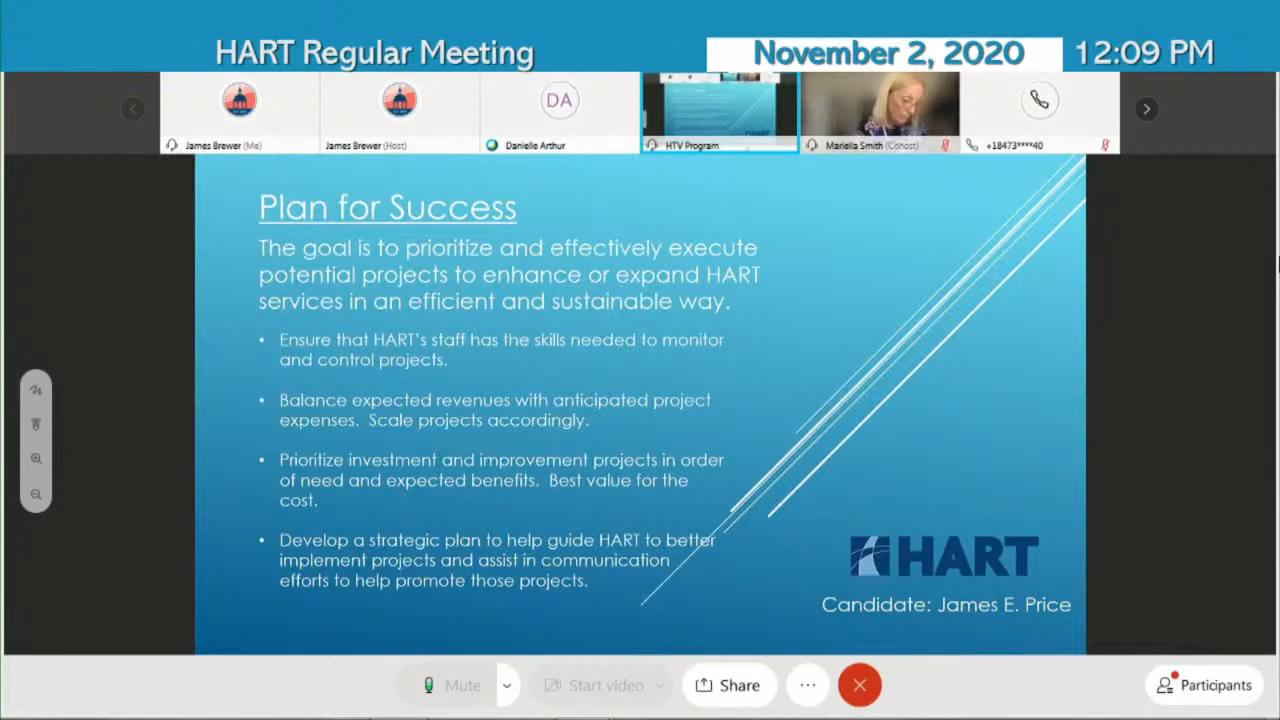 HART Regular Meeting
November 2, 2020
12:09 PM
James Brewer (Me)
James Brewer (Host)
DA
Danielle Arthur
HTV Program
Mariella Smith (Cohost)
+18473****40
Plan for Success
The goal is to prioritize and effectively execute
potential projects to enhance or expand HART
services in an efficient and sustainable way.
• Ensure that HART's staff has the skills needed to monitor
and control projects.
• Balance expected revenues with anticipated project
expenses. Scale projects accordingly.
• Prioritize investment and improvement projects in order
of need and expected benefits. Best value for the
cost.
• Develop a strategic plan to help guide HART to better
implement projects and assist in communication
efforts to help promote those projects.
HART
Candidate: James E. Price
Mute
Start video
Share
Participants